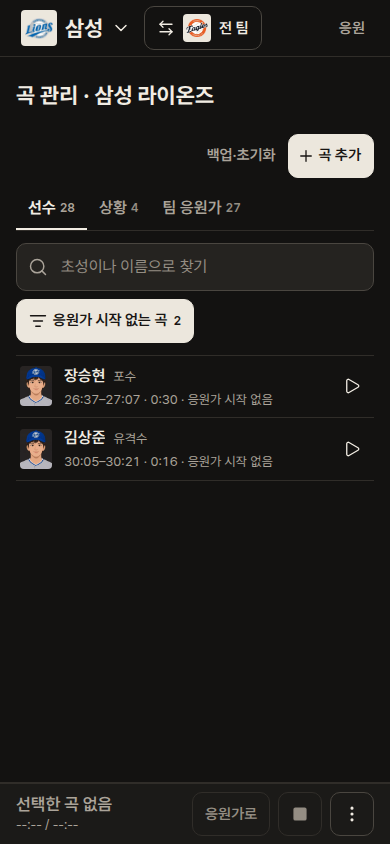 Lions 삼성 Eagles 전 팀 응원
곡 관리 · 삼성 라이온즈
백업·초기화 + 곡 추가
선수 28 상황 4 팀 응원가 27
초성이나 이름으로 찾기
응원가 시작 없는 곡 2
장승현 포수
26:37–27:07 · 0:30 · 응원가 시작 없음
김상준 유격수
30:05–30:21 · 0:16 · 응원가 시작 없음
선택한 곡 없음
--:-- / --:--
응원가로